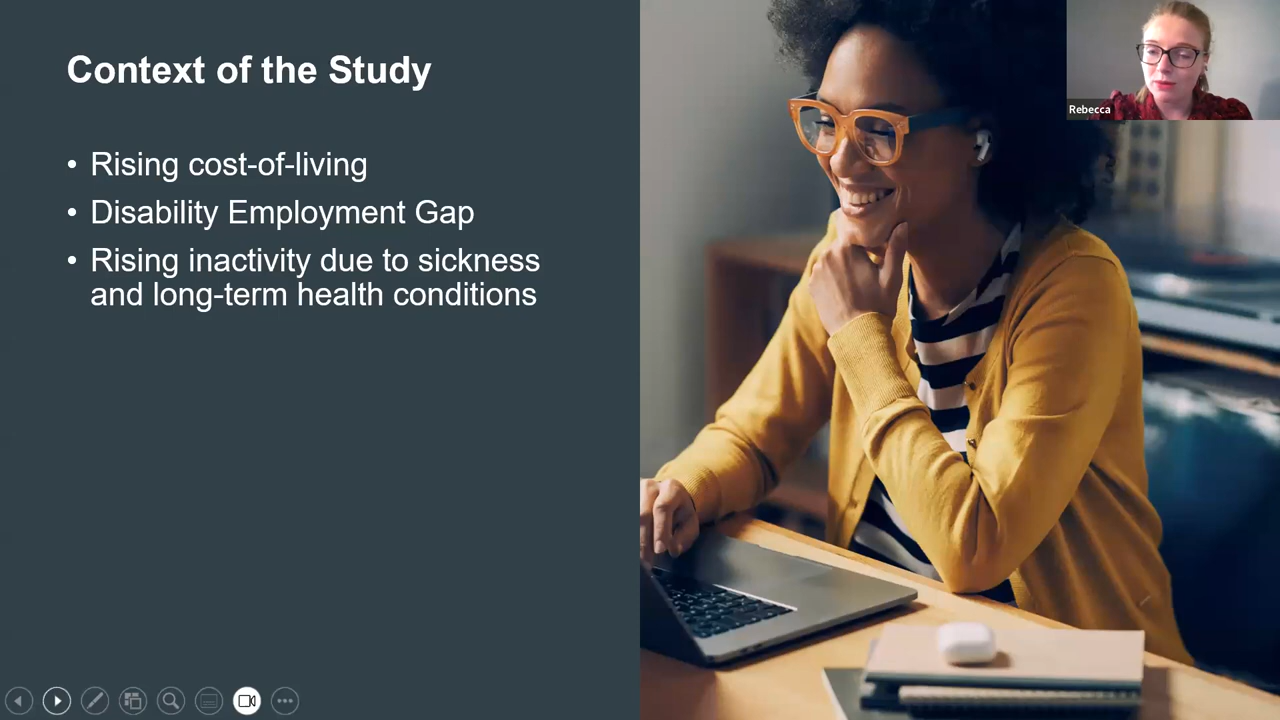 Context of the Study
• Rising cost-of-living
• Disability Employment Gap
• Rising inactivity due to sickness
and long-term health conditions
Rebecca